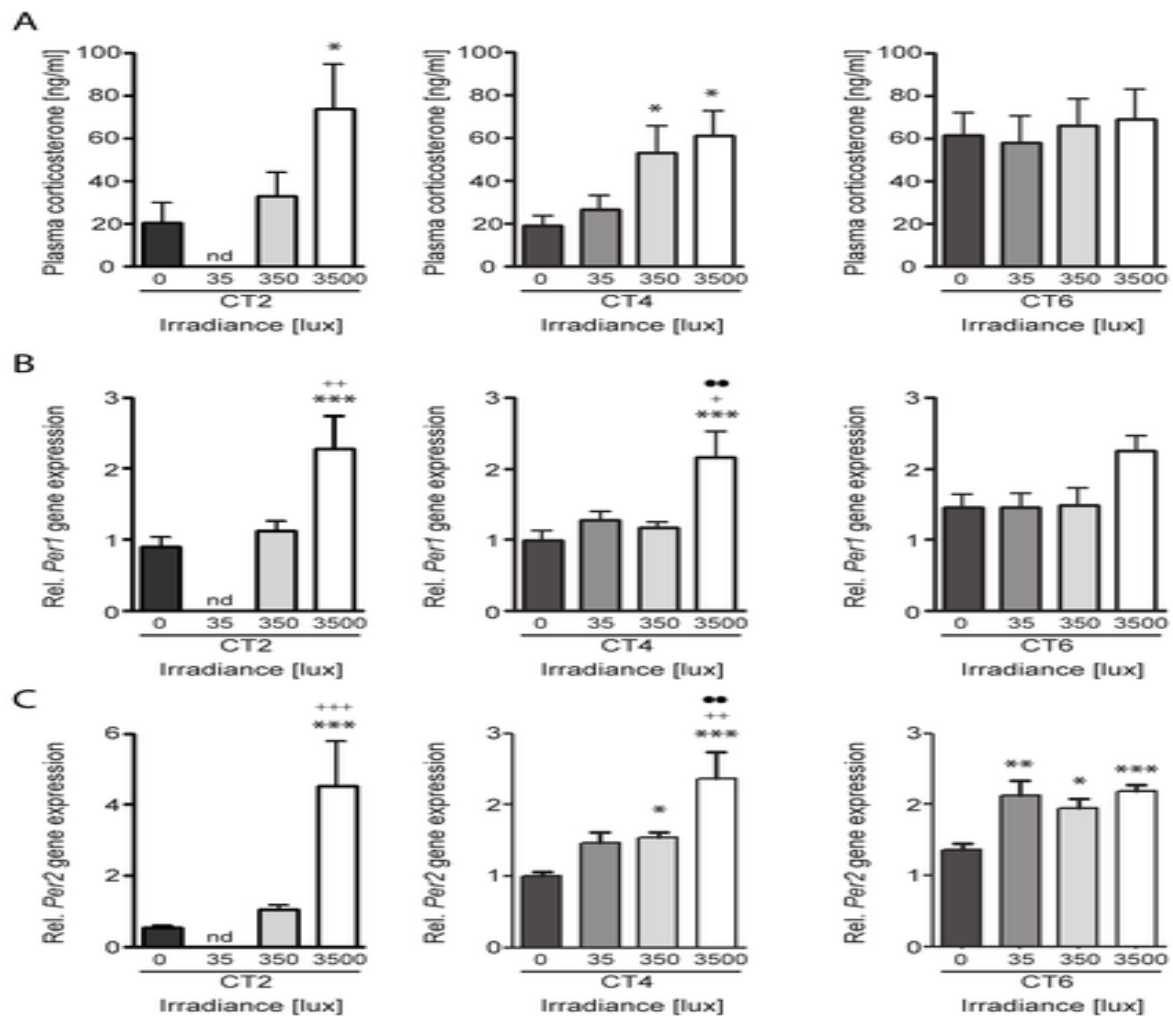 A
Plasma corticosterone [ng/ml]
100
80
60
40
20
0
*
nd
0 35 350 3500
CT2
Irradiance [lux]
Plasma corticosterone [ng/ml]
100
80
60
40
20
0
* *
0 35 350 3500
CT4
Irradiance [lux]
Plasma corticosterone [ng/ml]
100
80
60
40
20
0
0 35 350 3500
CT6
Irradiance [lux]
B
Rel. Per1 gene expression
3
2
1
0
++
***
nd
0 35 350 3500
CT2
Irradiance [lux]
Rel. Per1 gene expression
3
2
1
0
●●
+
***
0 35 350 3500
CT4
Irradiance [lux]
Rel. Per1 gene expression
3
2
1
0
0 35 350 3500
CT6
Irradiance [lux]
C
Rel. Per2 gene expression
6
4
2
0
+++
***
nd
0 35 350 3500
CT2
Irradiance [lux]
Rel. Per2 gene expression
3
2
1
0
●●
++
***
*
0 35 350 3500
CT4
Irradiance [lux]
Rel. Per2 gene expression
3
2
1
0
** * ***
0 35 350 3500
CT6
Irradiance [lux]